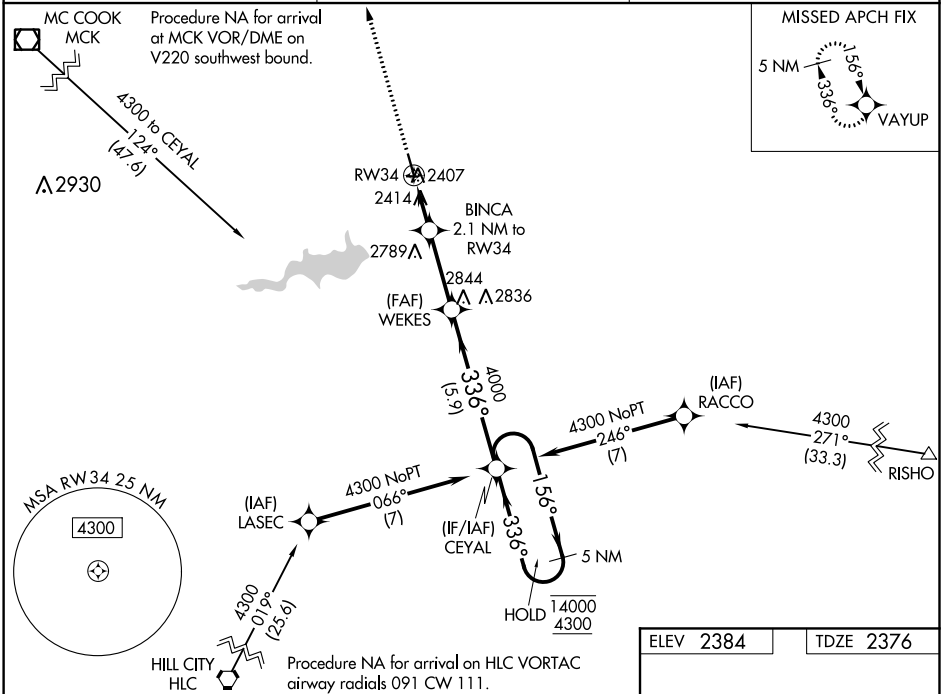 MC COOK
MCK
Procedure NA for arrival
at MCK VOR/DME on
V220 southwest bound.
MISSED APCH FIX
5 NM
156°
336°
VAYUP
4300 to CEYAL
124°
(47.6)
2930
RW34
2407
2414
BINCA
2.1 NM to
RW34
2789
2844
2836
(FAF)
WEKES
4000
336°
(5.9)
(IAF)
RACCO
4300 NoPT
246°
(7)
4300
271°
(33.3)
RISHO
MSA RW34 25 NM
4300
(IAF)
LASEC
4300 NoPT
066°
(7)
(IF/IAF)
CEYAL
156°
336°
5 NM
HOLD
14000
4300
4300
019°
(25.6)
HILL CITY
HLC
Procedure NA for arrival on HLC VORTAC
airway radials 091 CW 111.
ELEV 2384
TDZE 2376